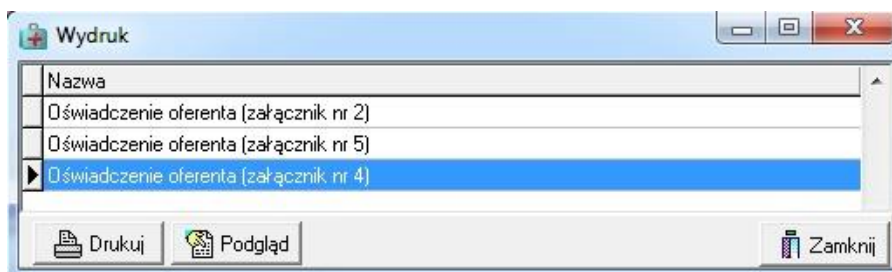 Wydruk
Nazwa
Oświadczenie oferenta (załącznik nr 2)
Oświadczenie oferenta (załącznik nr 5)
Oświadczenie oferenta (załącznik nr 4)
Drukuj Podgląd Zamknij